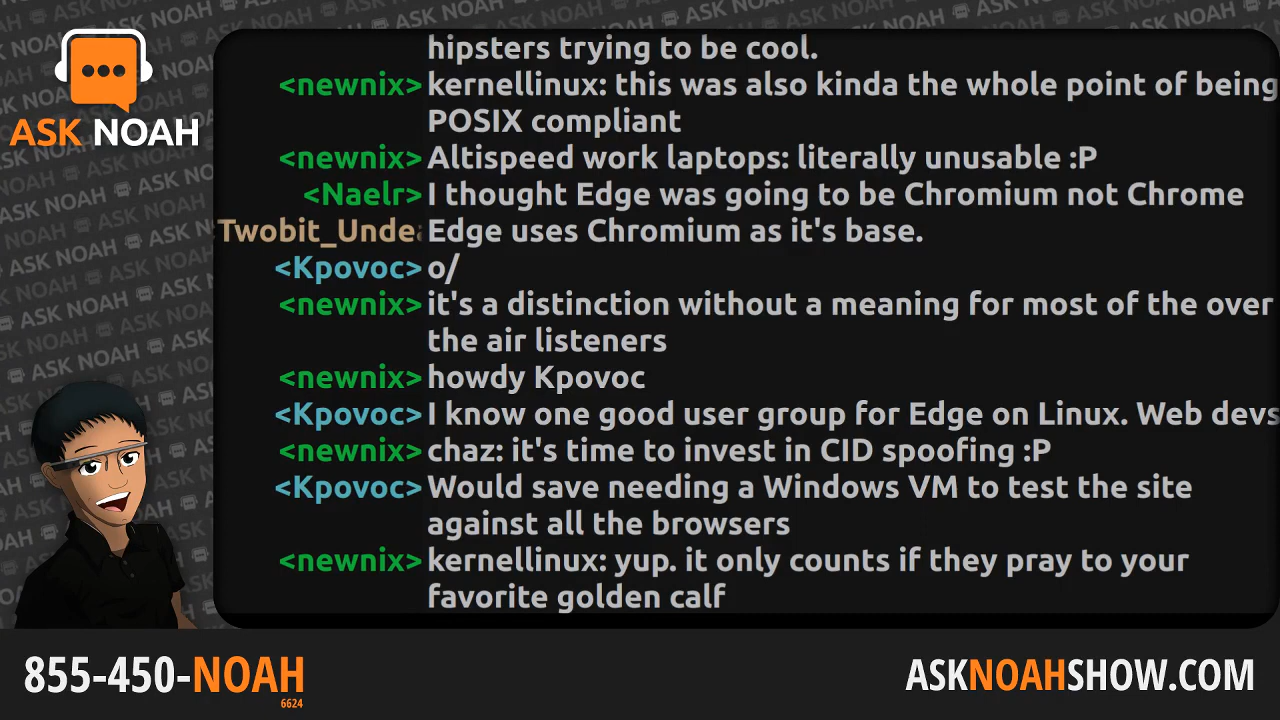 ASK NOAH
hipsters trying to be cool.
<newnix> kernellinux: this was also kinda the whole point of being
POSIX compliant
<newnix> Altispeed work laptops: literally unusable :P
<Naelr> I thought Edge was going to be Chromium not Chrome
Twobit_Unde Edge uses Chromium as it's base.
<Kpovoc> o/
<newnix> it's a distinction without a meaning for most of the over
the air listeners
<newnix> howdy Kpovoc
<Kpovoc> I know one good user group for Edge on Linux. Web devs
<newnix> chaz: it's time to invest in CID spoofing :P
<Kpovoc> Would save needing a Windows VM to test the site
against all the browsers
<newnix> kernellinux: yup. it only counts if they pray to your
favorite golden calf
855-450-NOAH
6624
ASKNOAHSHOW.COM